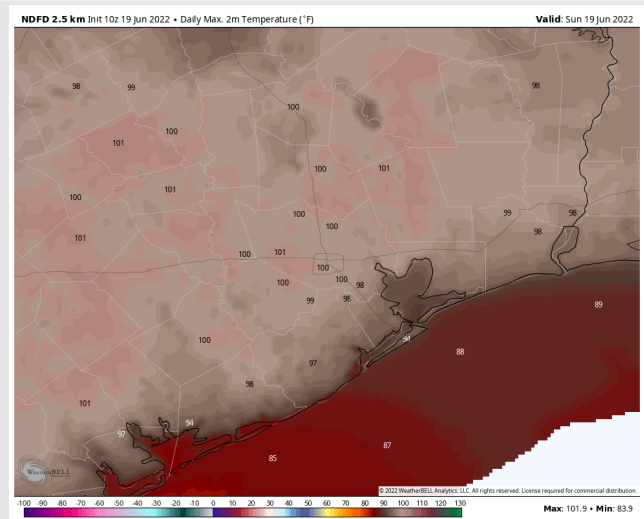 NDFD 2.5 km Init 10z 19 Jun 2022 • Daily Max. 2m Temperature (°F)
Valid: Sun 19 Jun 2022
98 99 98
100
100
101
100 101
101
100
100 99 98
100
98
101
100 101
100
100 100 98
99 98
89
100 90
88
97
98
101
94
97
87
85
WeatherBELL
© 2022 WeatherBELL Analytics, LLC. All rights reserved. License required for commercial distribution.
-100 -90 -80 -70 -60 -50 -40 -30 -20 -10 0 10 20 30 40 50 60 70 80 90 100 110 120 130
Max: 101.9 • Min: 83.9